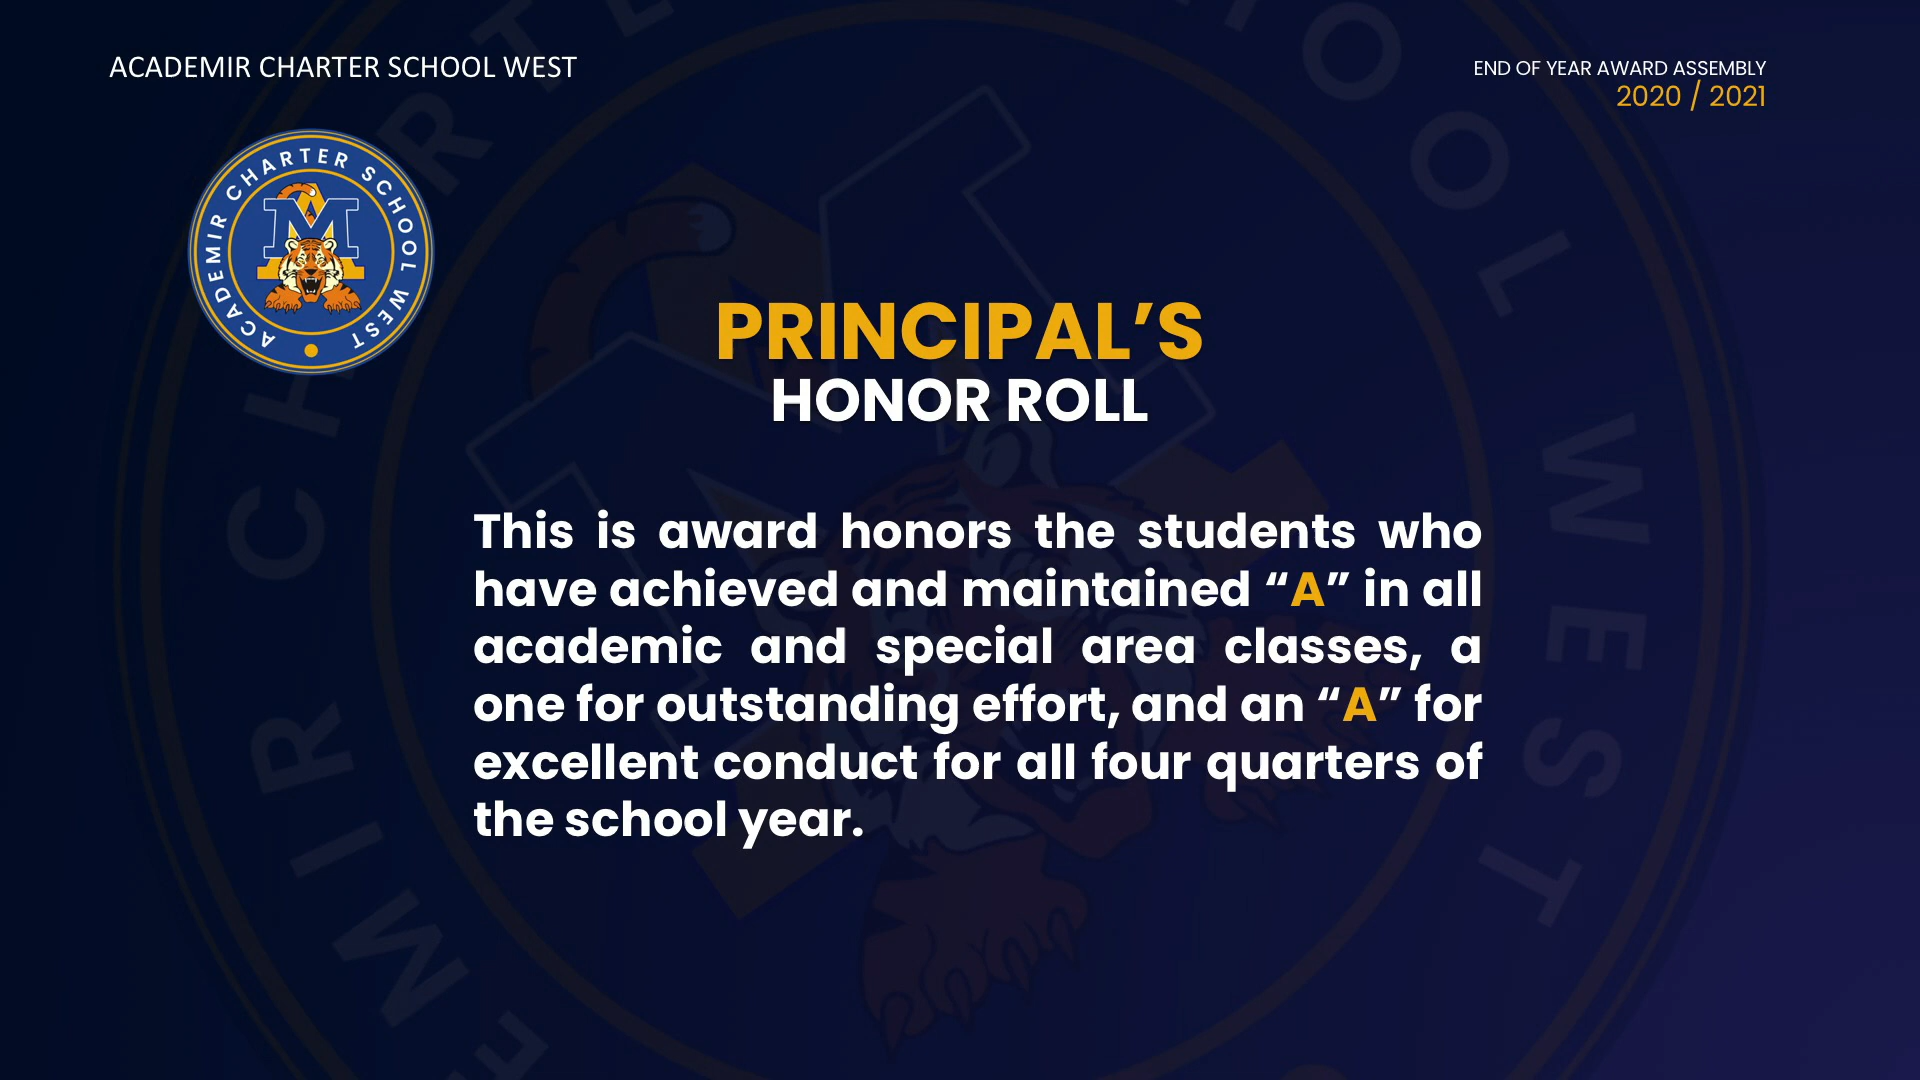 ACADEMIR CHARTER SCHOOL WEST
END OF YEAR AWARD ASSEMBLY
2020 / 2021
ACADEMIR CHARTER SCHOOL WEST
PRINCIPAL’S
HONOR ROLL
This is award honors the students who
have achieved and maintained “A” in all
academic and special area classes, a
one for outstanding effort, and an “A” for
excellent conduct for all four quarters of
the school year.